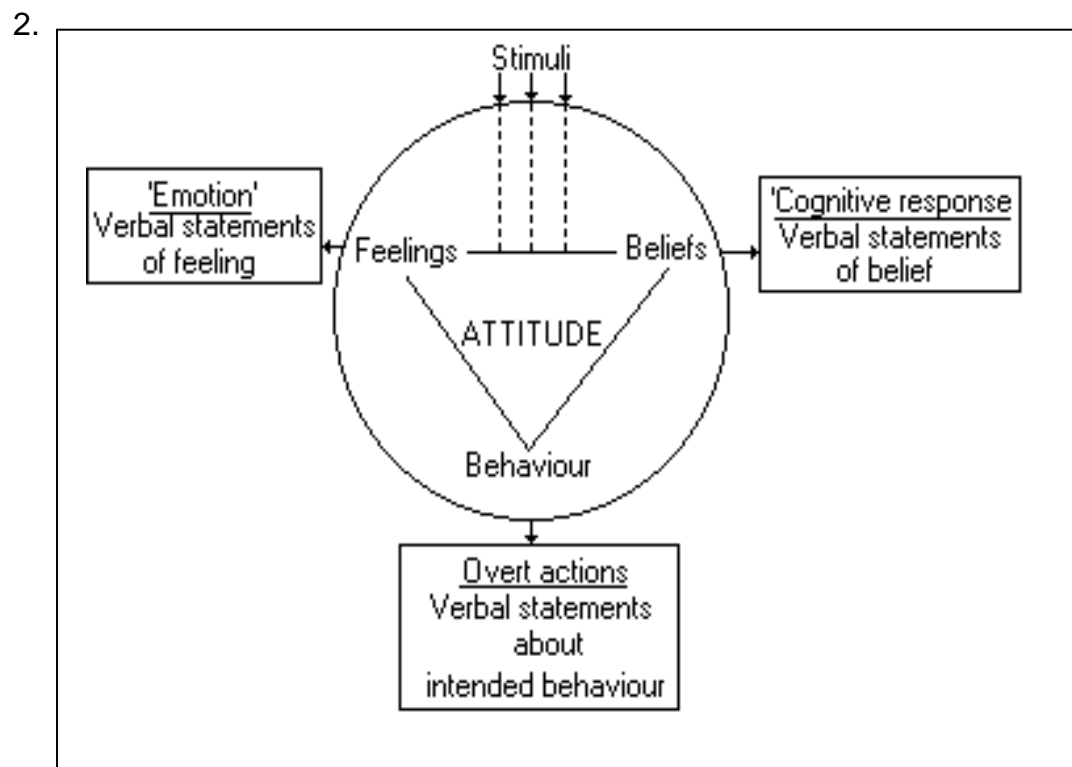 2.
Stimuli
'Emotion'
Verbal statements
of feeling
Feelings
Beliefs
'Cognitive response
Verbal statements
of belief
ATTITUDE
Behaviour
Overt actions
Verbal statements
about
intended behaviour